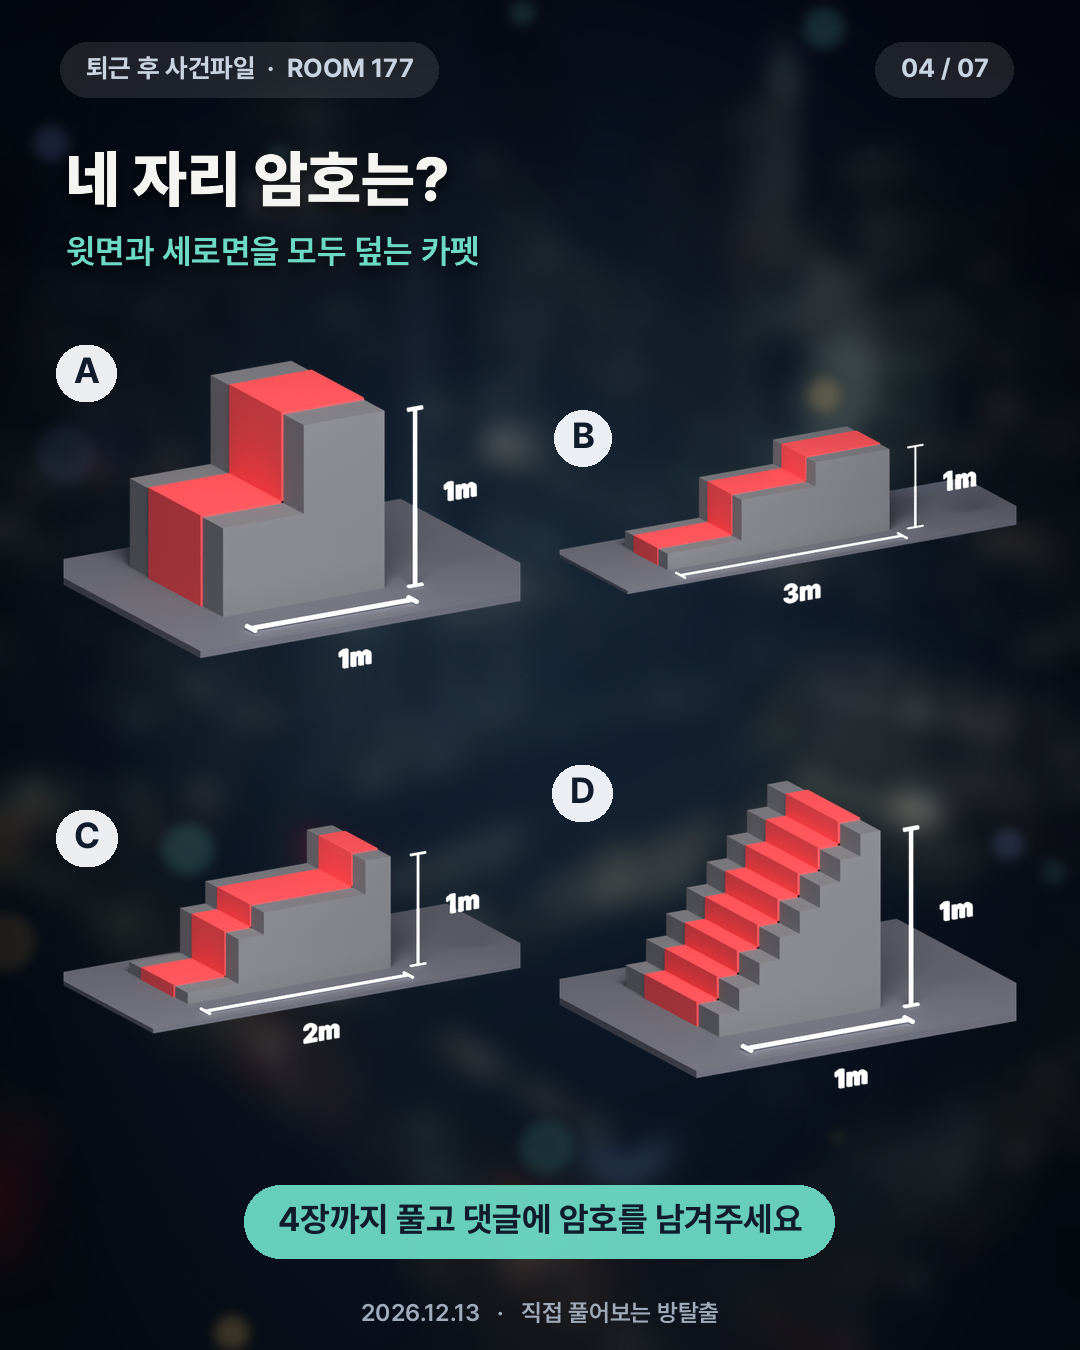 퇴근 후 사건파일 · ROOM 177
04 / 07
네 자리 암호는?
윗면과 세로면을 모두 덮는 카펫
A
1m
1m
B
1m
3m
C
1m
2m
D
1m
1m
4장까지 풀고 댓글에 암호를 남겨주세요
2026.12.13 · 직접 풀어보는 방탈출